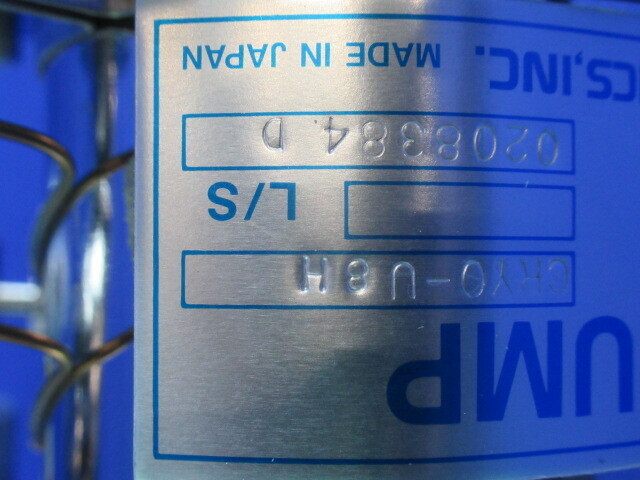 UMP
CRYO-U8H
L/S
0208384 D
CS,INC. MADE IN JAPAN